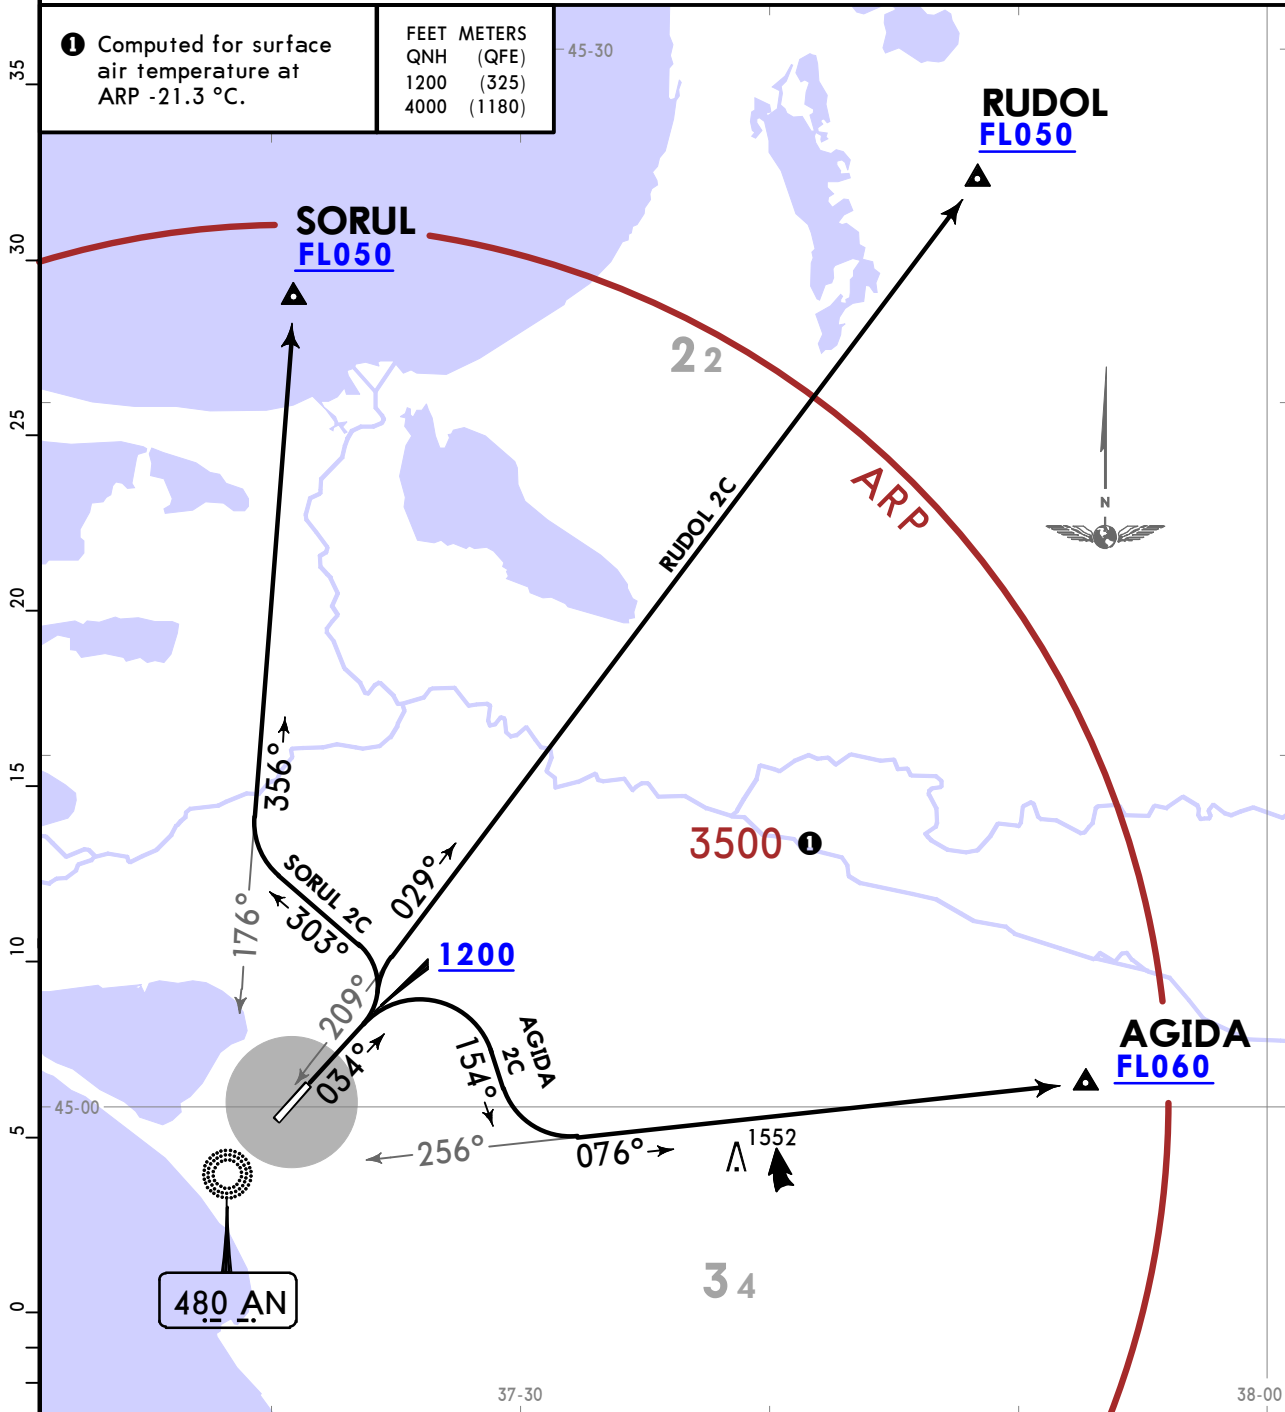 ❶ Computed for surface
air temperature at
ARP -21.3 °C.
FEET METERS
QNH (QFE)
1200 (325)
4000 (1180)
45-30
35
RUDOL
FL050
SORUL
FL050
30
22
25
ARP
RUDOL 2C
N
20
356°
15
3500 ❶
SORUL 2C
029°
303°
176°
1200
10
209°
034°
AGIDA
2C
154°
AGIDA
FL060
45-00
5
256°
076°
1552
34
480 AN
0
37-30
38-00